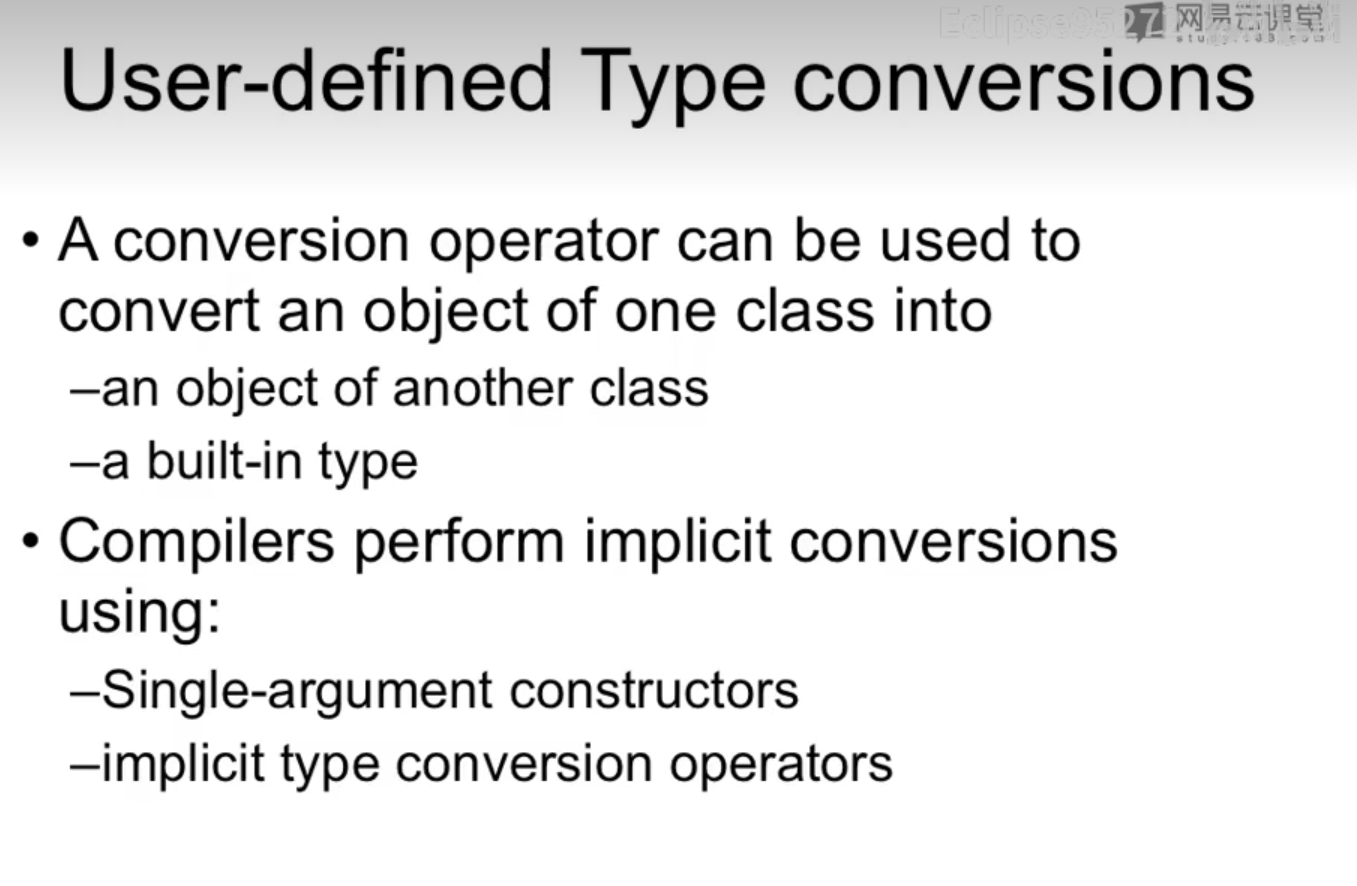 网易云课堂
User-defined Type conversions
• A conversion operator can be used to
convert an object of one class into
–an object of another class
–a built-in type
• Compilers perform implicit conversions
using:
–Single-argument constructors
–implicit type conversion operators